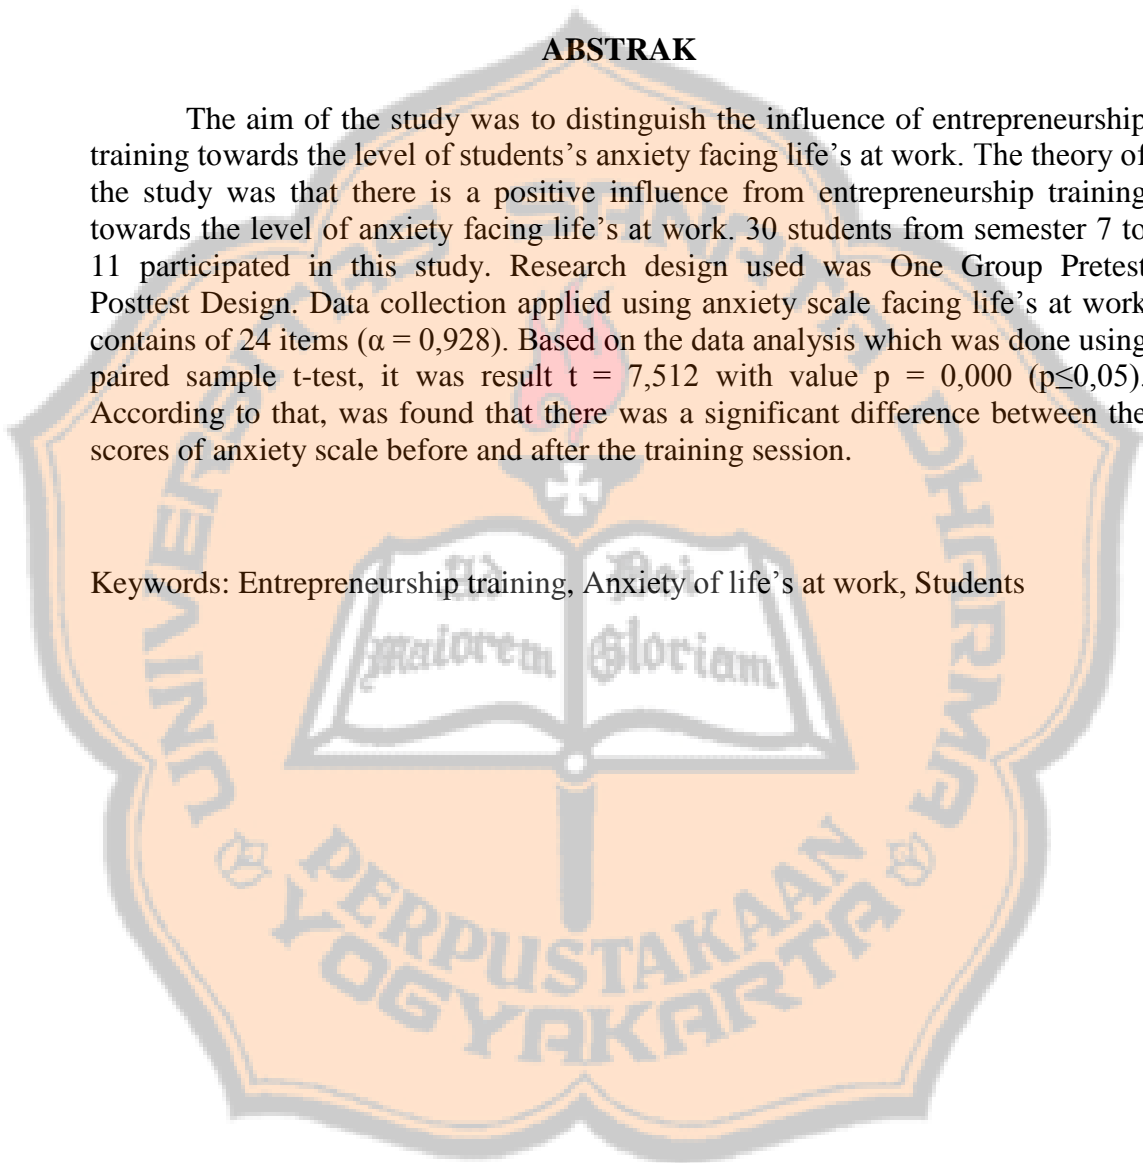 ABSTRAK
The aim of the study was to distinguish the influence of entrepreneurship
training towards the level of students's anxiety facing life's at work. The theory of
the study was that there is a positive influence from entrepreneurship training
towards the level of anxiety facing life's at work. 30 students from semester 7 to
11 participated in this study. Research design used was One Group Pretest
Posttest Design. Data collection applied using anxiety scale facing life's at work
contains of 24 items (α = 0,928). Based on the data analysis which was done using
paired sample t-test, it was result t = 7,512 with value p = 0,000 (p≤0,05).
According to that, was found that there was a significant difference between the
scores of anxiety scale before and after the training session.
Keywords: Entrepreneurship training, Anxiety of life's at work, Students
UNIVERSITAS SANATA DHARMA
Ad Dei
Maiorem Gloriam
PERPUSTAKAAN
YOGYAKARTA